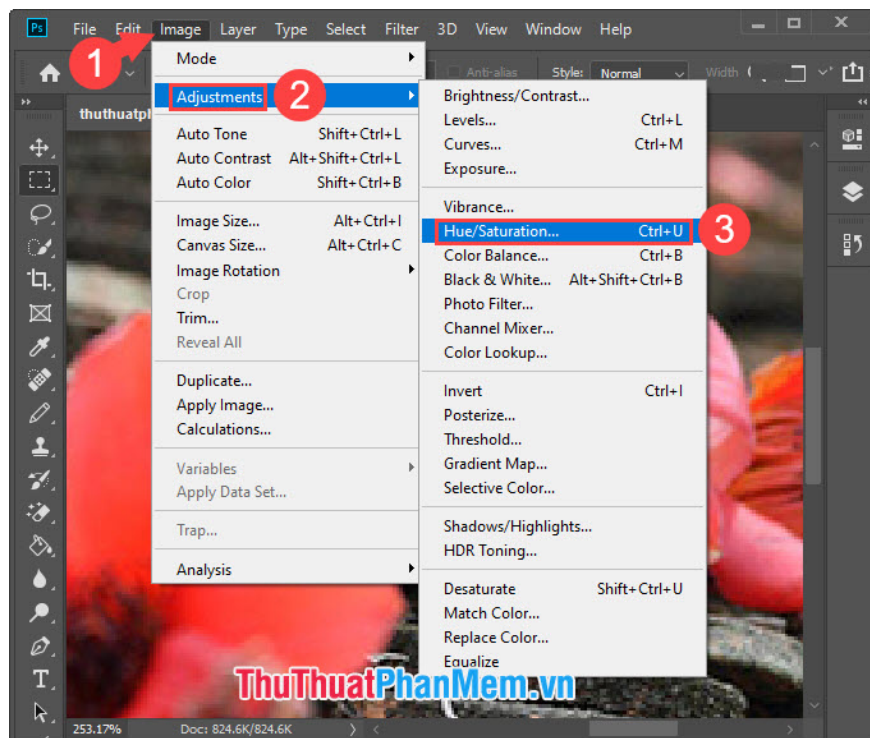 Ps File Edit Image Layer Type Select Filter 3D View Window Help
1
Anti-alias Style: Normal Width
thuthuatpl
Mode
Adjustments 2
Auto Tone Shift+Ctrl+L
Auto Contrast Alt+Shift+Ctrl+L
Auto Color Shift+Ctrl+B
Image Size... Alt+Ctrl+I
Canvas Size... Alt+Ctrl+C
Image Rotation
Crop
Trim...
Reveal All
Duplicate...
Apply Image...
Calculations...
Variables
Apply Data Set...
Trap...
Analysis
Brightness/Contrast...
Levels... Ctrl+L
Curves... Ctrl+M
Exposure...
Vibrance...
Hue/Saturation... Ctrl+U 3
Color Balance... Ctrl+B
Black & White... Alt+Shift+Ctrl+B
Photo Filter...
Channel Mixer...
Color Lookup...
Invert Ctrl+I
Posterize...
Threshold...
Gradient Map...
Selective Color...
Shadows/Highlights...
HDR Toning...
Desaturate Shift+Ctrl+U
Match Color...
Replace Color...
Equalize
ThuThuatPhanMem.vn
253.17% Doc: 824.6K/824.6K